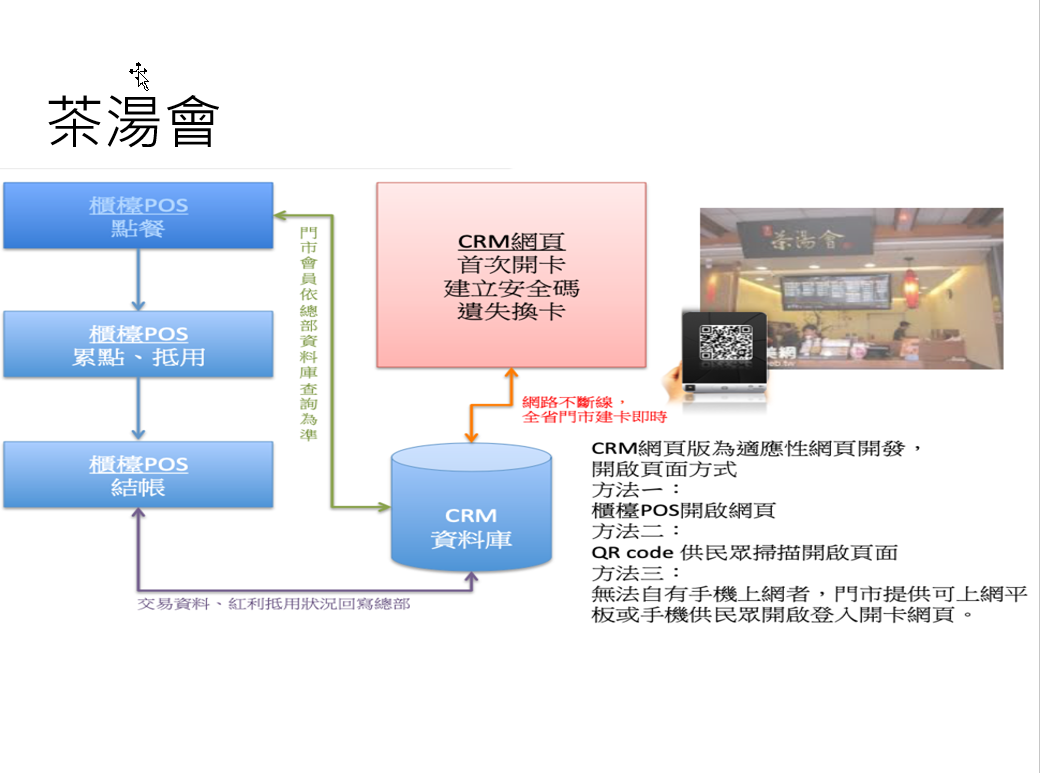 茶湯會
櫃檯POS
點餐
櫃檯POS
累點、抵用
櫃檯POS
結帳
門市會員依總部資料庫查詢為準
CRM網頁
首次開卡
建立安全碼
遺失換卡
網路不斷線，
全省門市建卡即時
CRM
資料庫
交易資料、紅利抵用狀況回寫總部
茶湯會
CRM網頁版為適應性網頁開發，
開啟頁面方式
方法一：
櫃檯POS開啟網頁
方法二：
QR code 供民眾掃描開啟頁面
方法三：
無法自有手機上網者，門市提供可上網平
板或手機供民眾開啟登入開卡網頁。